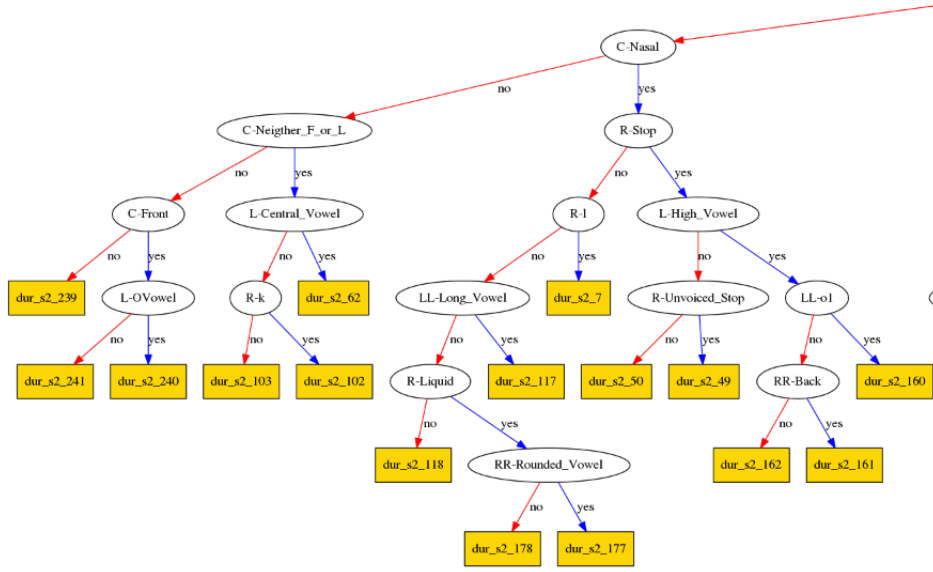 C-Nasal
no
yes
C-Neigther_F_or_L
R-Stop
no
yes
no
yes
C-Front
L-Central_Vowel
R-l
L-High_Vowel
no
yes
no
yes
no
yes
no
yes
dur_s2_239
L-OVowel
R-k
dur_s2_62
LL-Long_Vowel
dur_s2_7
R-Unvoiced_Stop
LL-o1
no
yes
no
yes
no
yes
no
yes
no
yes
dur_s2_241
dur_s2_240
dur_s2_103
dur_s2_102
R-Liquid
dur_s2_117
dur_s2_50
dur_s2_49
RR-Back
dur_s2_160
no
yes
no
yes
dur_s2_118
RR-Rounded_Vowel
dur_s2_162
dur_s2_161
no
yes
dur_s2_178
dur_s2_177